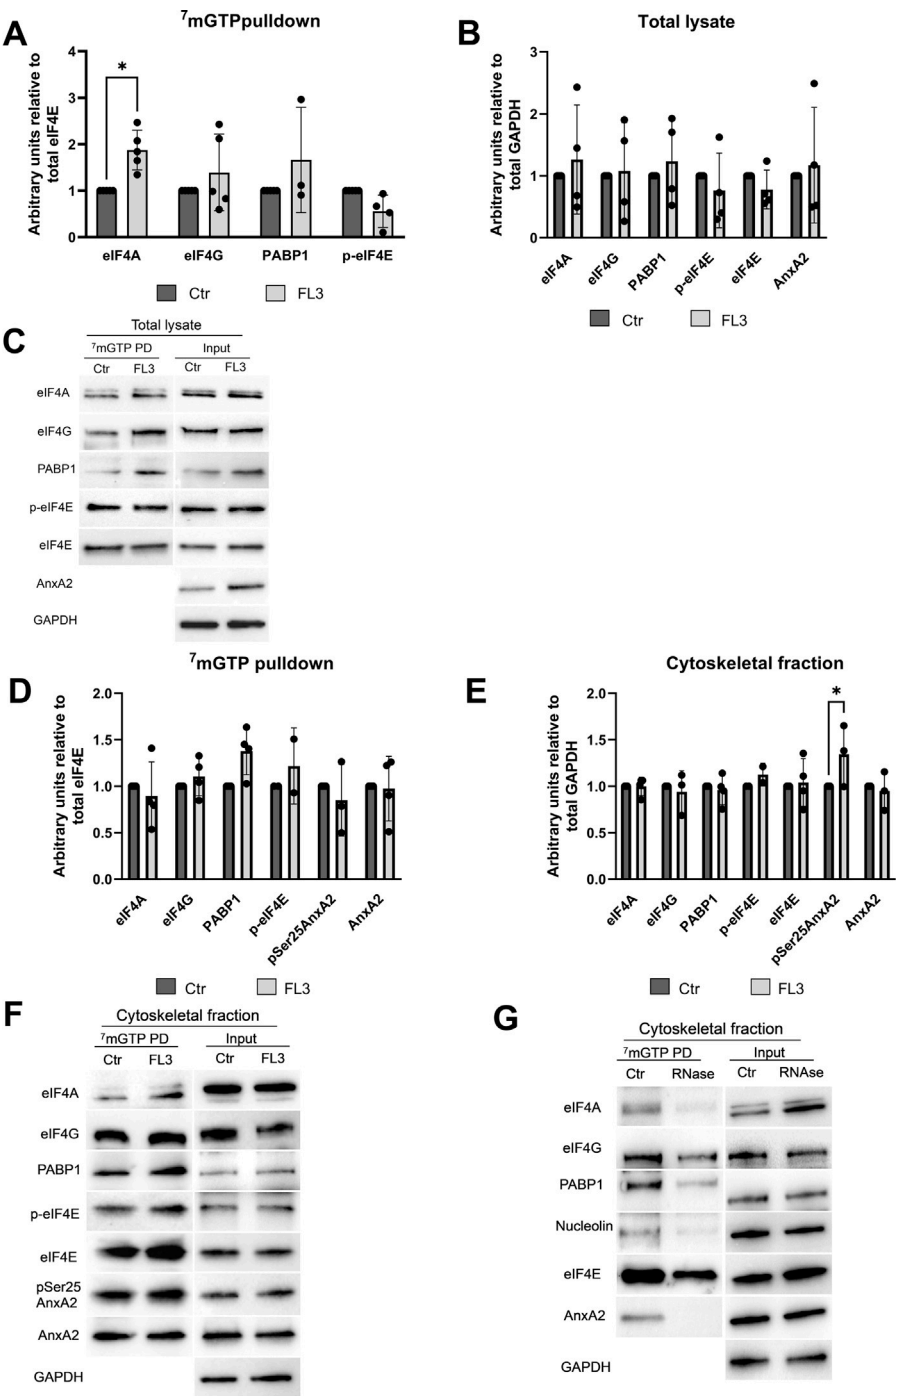 A
⁷mGTPpulldown
Arbitrary units relative to
total eIF4E
4
3
2
1
0
*
eIF4A eIF4G PABP1 p-eIF4E
Ctr FL3
B
Total lysate
Arbitrary units relative to
total GAPDH
3
2
1
0
eIF4A eIF4G PABP1 p-eIF4E eIF4E AnxA2
Ctr FL3
C
Total lysate
⁷mGTP PD Input
Ctr FL3 Ctr FL3
eIF4A
eIF4G
PABP1
p-eIF4E
eIF4E
AnxA2
GAPDH
D
⁷mGTP pulldown
Arbitrary units relative to
total eIF4E
2.0
1.5
1.0
0.5
0.0
eIF4A eIF4G PABP1 p-eIF4E pSer25AnxA2 AnxA2
Ctr FL3
E
Cytoskeletal fraction
Arbitrary units relative to
total GAPDH
2.0
1.5
1.0
0.5
0.0
*
eIF4A eIF4G PABP1 p-eIF4E eIF4E pSer25AnxA2 AnxA2
Ctr FL3
F
Cytoskeletal fraction
⁷mGTP PD Input
Ctr FL3 Ctr FL3
eIF4A
eIF4G
PABP1
p-eIF4E
eIF4E
pSer25
AnxA2
AnxA2
GAPDH
G
Cytoskeletal fraction
⁷mGTP PD Input
Ctr RNase Ctr RNAse
eIF4A
eIF4G
PABP1
Nucleolin
eIF4E
AnxA2
GAPDH